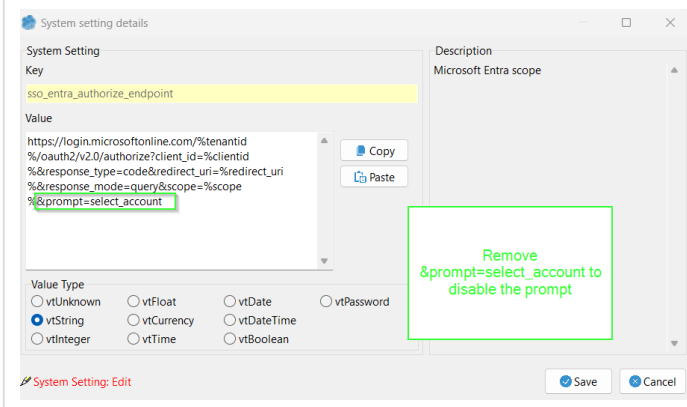 System setting details
System Setting
Key
sso_entra_authorize_endpoint
Value
https://login.microsoftonline.com/%tenantid
%/oauth2/v2.0/authorize?client_id=%clientid
%&response_type=code&redirect_uri=%redirect_uri
%&response_mode=query&scope=%scope
%&prompt=select_account
Copy
Paste
Description
Microsoft Entra scope
Remove
&prompt=select_account to
disable the prompt
Value Type
vtUnknown vtFloat vtDate vtPassword
vtString vtCurrency vtDateTime
vtInteger vtTime vtBoolean
System Setting: Edit
Save Cancel